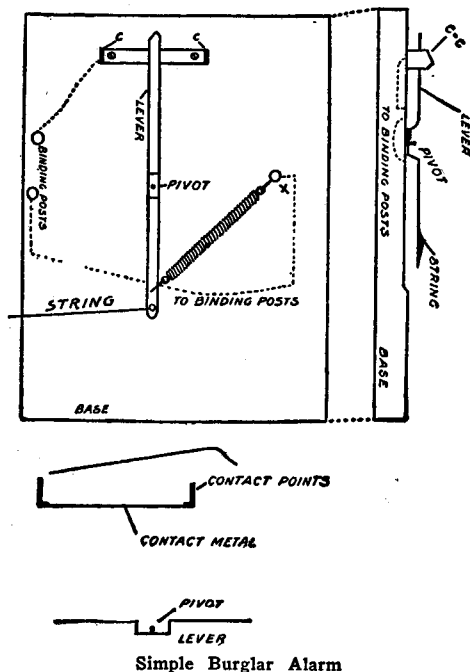 C C
LEVER
BINDING POSTS
PIVOT
X
STRING
TO BINDING POSTS
BASE
C-C
LEVER
TO BINDING POSTS
PIVOT
STRING
BASE
CONTACT POINTS
CONTACT METAL
PIVOT
LEVER
Simple Burglar Alarm